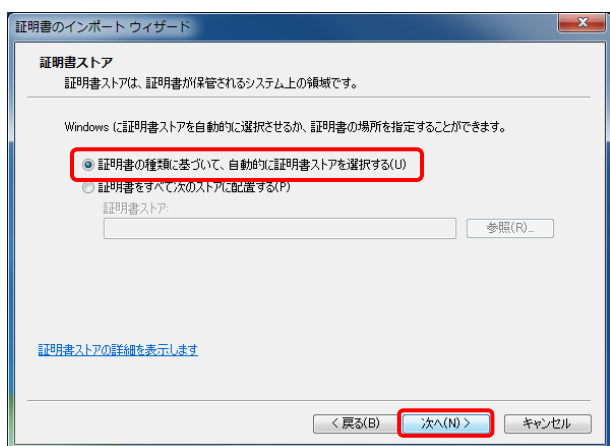 証明書のインポート ウィザード
証明書ストア
証明書ストアは、証明書が保管されるシステム上の領域です。
Windows に証明書ストアを自動的に選択させるか、証明書の場所を指定することができます。
証明書の種類に基づいて、自動的に証明書ストアを選択する(U)
証明書をすべて次のストアに配置する(P)
証明書ストア:
参照(R)...
証明書ストアの詳細を表示します
< 戻る(B)
次へ(N) >
キャンセル